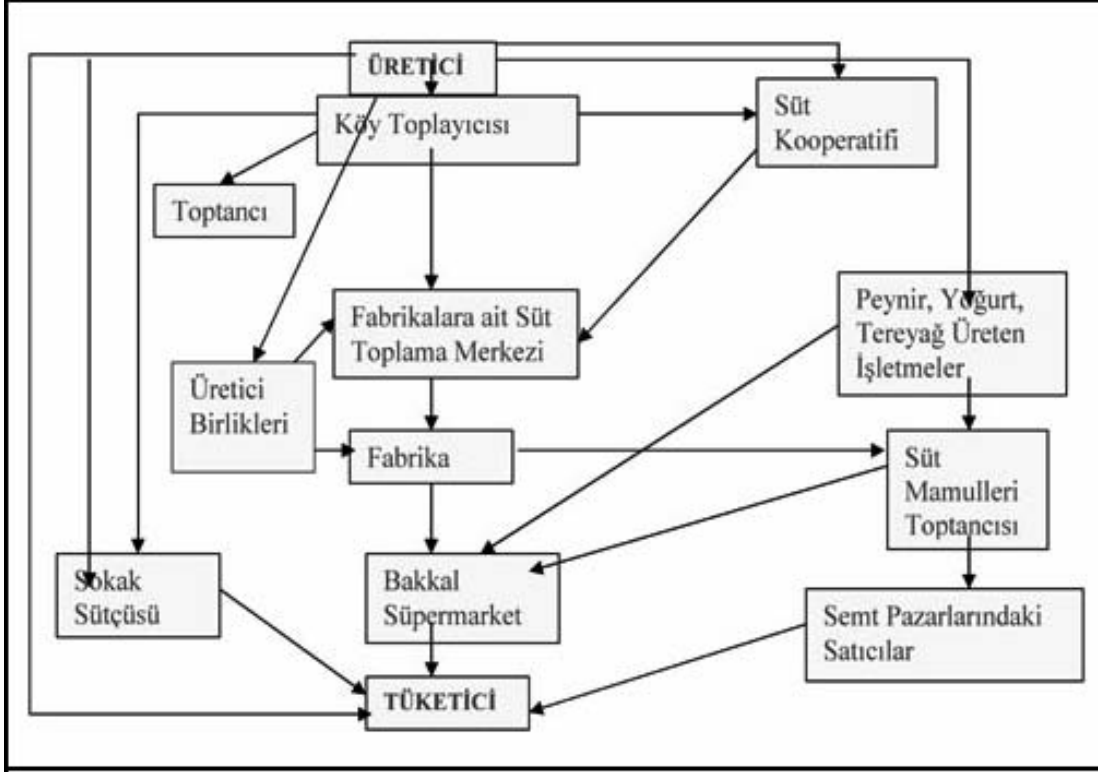 ÜRETİCİ
Köy Toplayıcısı
Süt
Kooperatifi
Toptancı
Fabrikalara ait Süt
Toplama Merkezi
Peynir, Yoğurt,
Tereyağ Üreten
İşletmeler
Üretici
Birlikleri
Fabrika
Süt
Mamulleri
Toptancısı
Sokak
Sütçüsü
Bakkal
Süpermarket
Semt Pazarlarındaki
Satıcılar
TÜKETİCİ